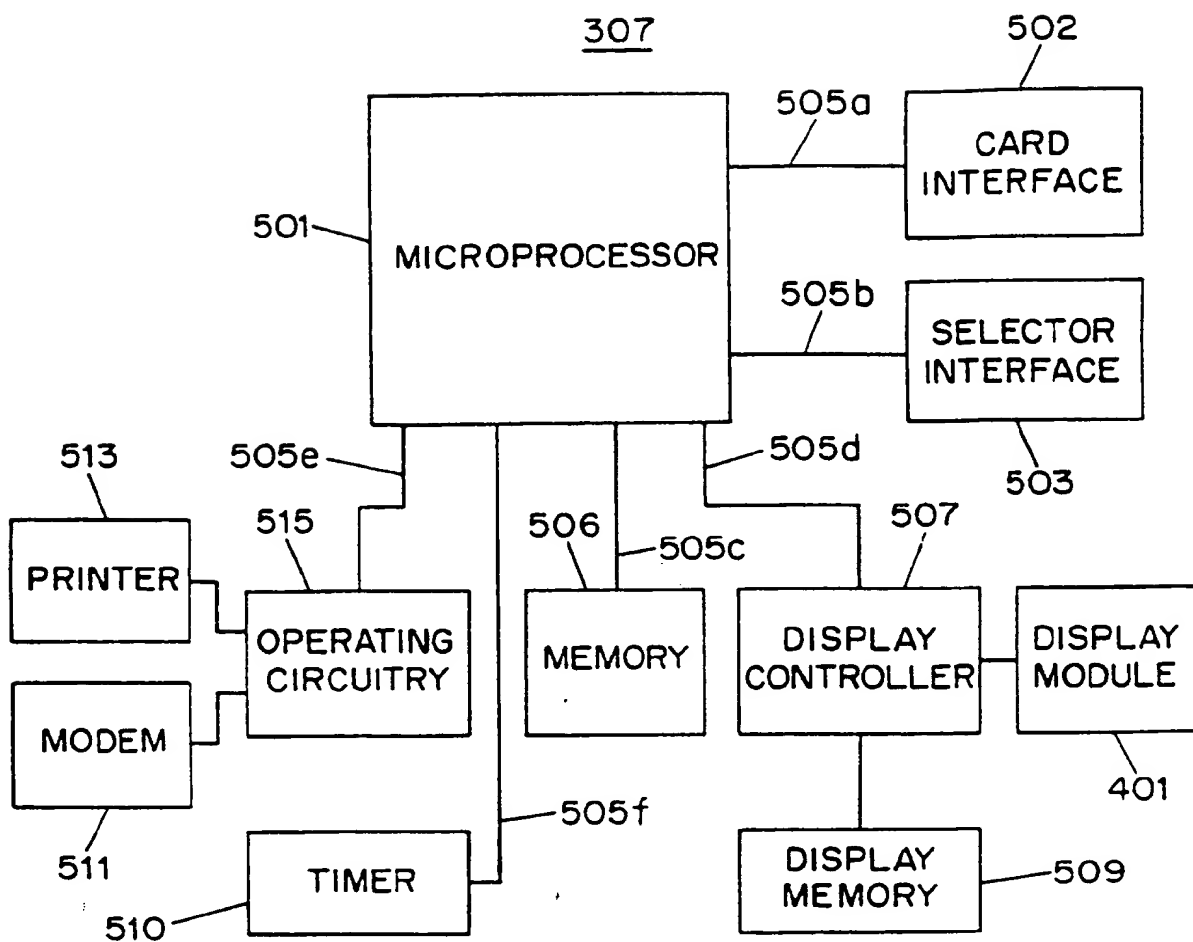 307
502
505a
CARD
INTERFACE
501
MICROPROCESSOR
505b
SELECTOR
INTERFACE
503
505e
505d
513
515
506
505c
507
PRINTER
OPERATING
CIRCUITRY
MEMORY
DISPLAY
CONTROLLER
DISPLAY
MODULE
MODEM
401
511
505f
TIMER
510
DISPLAY
MEMORY
509